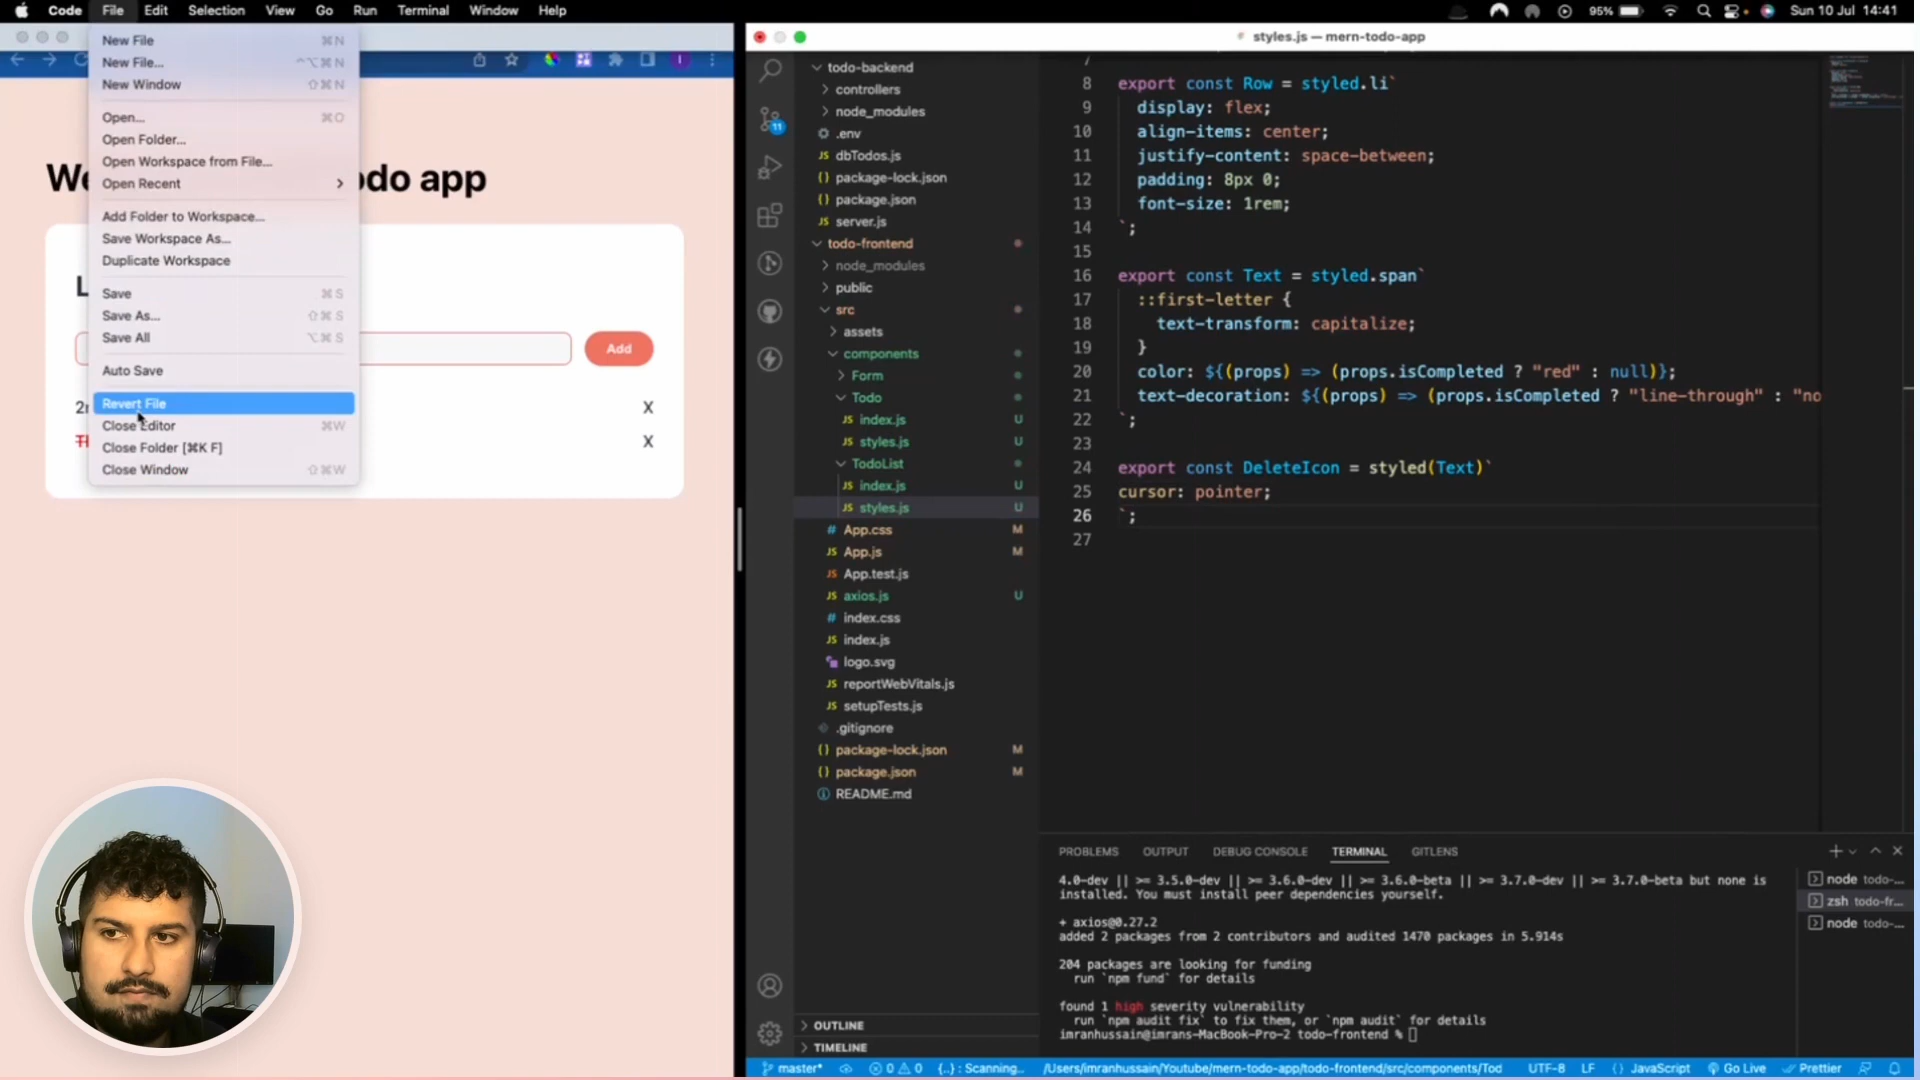 Code File Edit Selection View Go Run Terminal Window Help
95% Sun 10 Jul 14:41
New File ⌘N
New File... ^⌥⌘N
New Window ⇧⌘N
Open... ⌘O
Open Folder...
Open Workspace from File...
Open Recent
Add Folder to Workspace...
Save Workspace As...
Duplicate Workspace
Save ⌘S
Save As... ⇧⌘S
Save All ⌥⌘S
Auto Save
Revert File
Close Editor ⌘W
Close Folder [⌘K F]
Close Window ⇧⌘W
odo app
Add
X
X
styles.js — mern-todo-app
11
todo-backend
controllers
node_modules
.env
JS dbTodos.js
{} package-lock.json
{} package.json
JS server.js
todo-frontend
node_modules
public
src
assets
components
Form
Todo
JS index.js U
JS styles.js U
TodoList
JS index.js U
JS styles.js U
# App.css M
JS App.js M
JS App.test.js
JS axios.js U
# index.css
JS index.js
logo.svg
JS reportWebVitals.js
JS setupTests.js
.gitignore
{} package-lock.json M
{} package.json M
README.md
OUTLINE
TIMELINE
7
8 export const Row = styled.li`
9 display: flex;
10 align-items: center;
11 justify-content: space-between;
12 padding: 8px 0;
13 font-size: 1rem;
14 `;
15
16 export const Text = styled.span`
17 ::first-letter {
18 text-transform: capitalize;
19 }
20 color: ${(props) => (props.isCompleted ? "red" : null)};
21 text-decoration: ${(props) => (props.isCompleted ? "line-through" : "no
22 `;
23
24 export const DeleteIcon = styled(Text)`
25 cursor: pointer;
26 `;
27
PROBLEMS OUTPUT DEBUG CONSOLE TERMINAL GITLENS
4.0-dev || >= 3.5.0-dev || >= 3.6.0-dev || >= 3.6.0-beta || >= 3.7.0-dev || >= 3.7.0-beta but none is
installed. You must install peer dependencies yourself.
+ axios@0.27.2
added 2 packages from 2 contributors and audited 1470 packages in 5.914s
204 packages are looking for funding
run `npm fund` for details
found 1 high severity vulnerability
run `npm audit fix` to fix them, or `npm audit` for details
imranhussain@imrans-MacBook-Pro-2 todo-frontend %
node todo-...
zsh todo-fr...
node todo-...
master* 0 0 {..} : Scanning.. /Users/imranhussain/Youtube/mern-todo-app/todo-frontend/src/components/Tod UTF-8 LF {} JavaScript Go Live Prettier